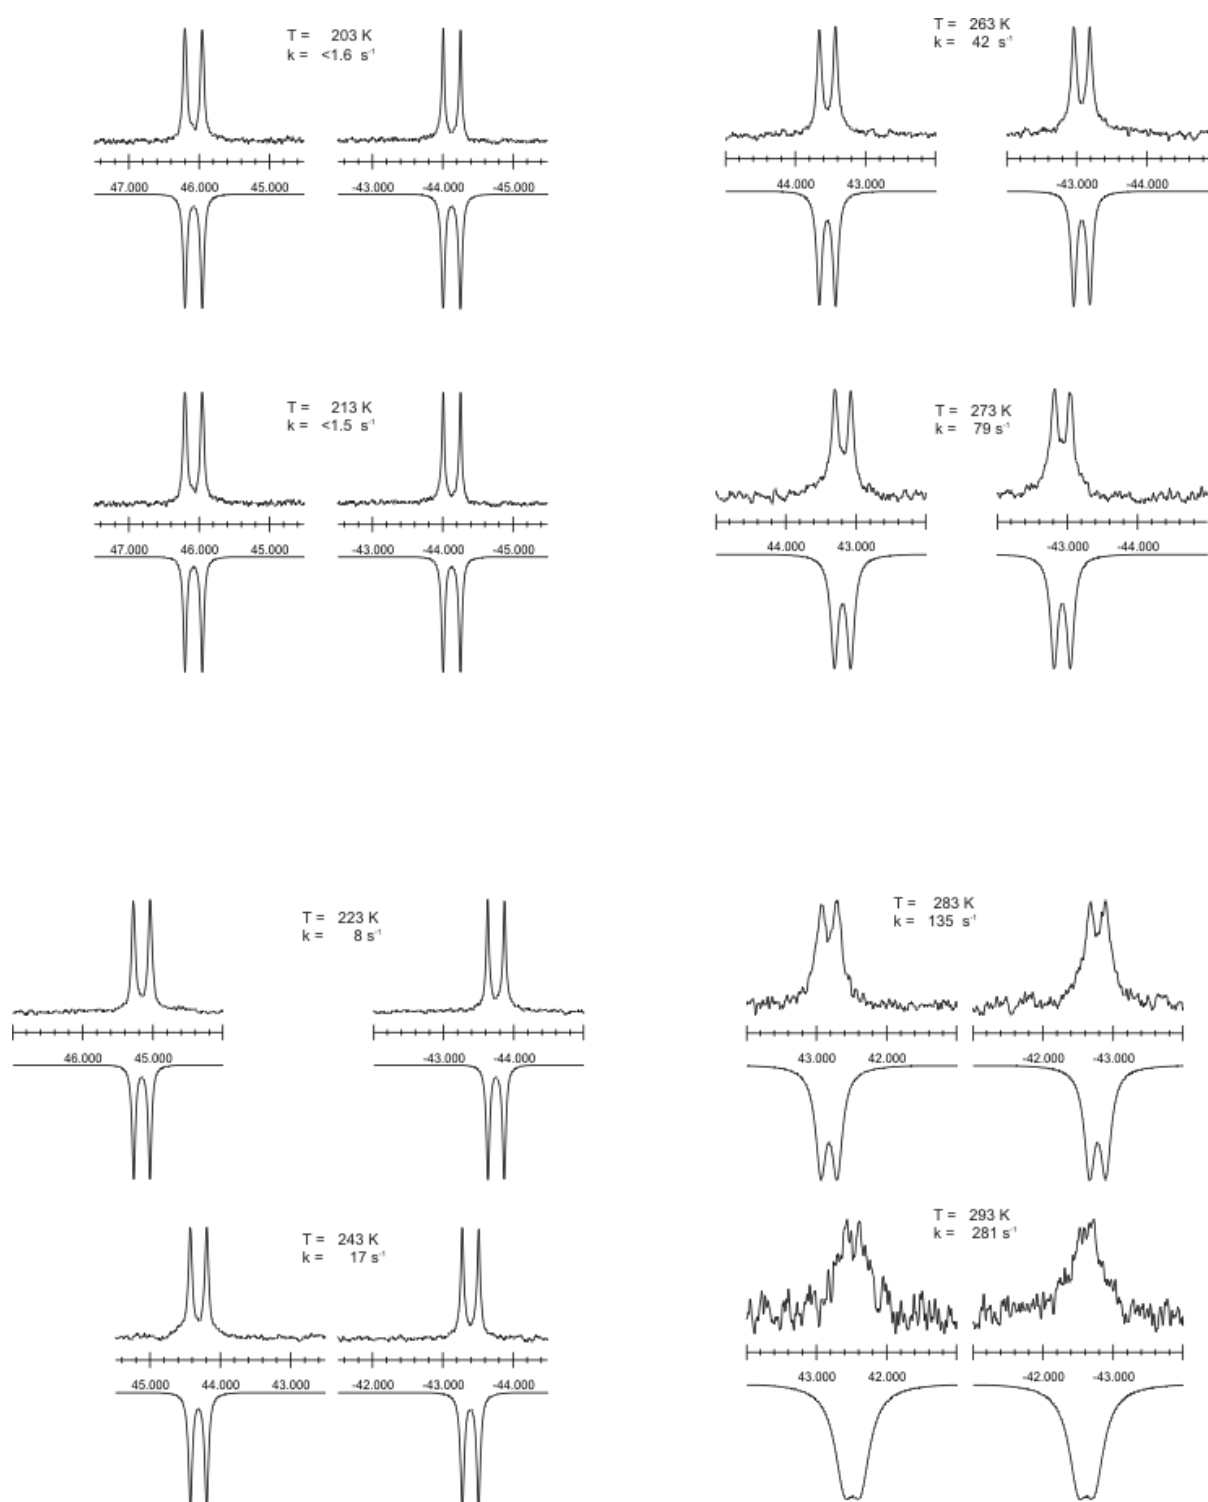 T = 203 K
k = <1.6 s⁻¹
47.000 46.000 45.000 -43.000 -44.000 -45.000
T = 213 K
k = <1.5 s⁻¹
47.000 46.000 45.000 -43.000 -44.000 -45.000
T = 263 K
k = 42 s⁻¹
44.000 43.000 -43.000 -44.000
T = 273 K
k = 79 s⁻¹
44.000 43.000 -43.000 -44.000
T = 223 K
k = 8 s⁻¹
46.000 45.000 -43.000 -44.000
T = 243 K
k = 17 s⁻¹
45.000 44.000 43.000 -42.000 -43.000 -44.000
T = 283 K
k = 135 s⁻¹
43.000 42.000 -42.000 -43.000
T = 293 K
k = 281 s⁻¹
43.000 42.000 -42.000 -43.000